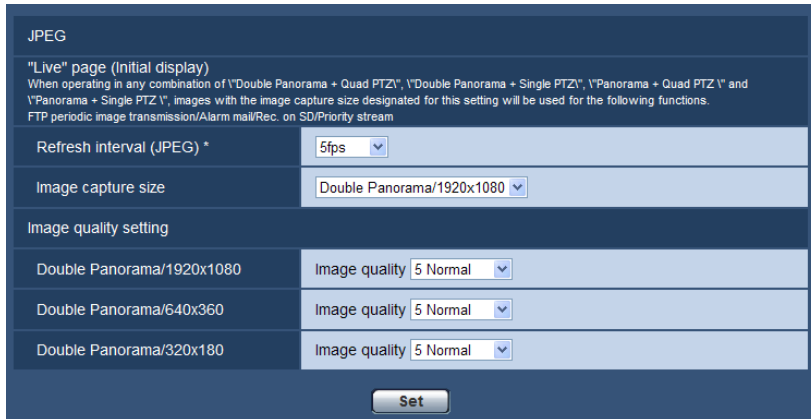 JPEG
"Live" page (Initial display)
When operating in any combination of \"Double Panorama + Quad PTZ\", \"Double Panorama + Single PTZ\", \"Panorama + Quad PTZ \" and
\"Panorama + Single PTZ \", images with the image capture size designated for this setting will be used for the following functions.
FTP periodic image transmission/Alarm mail/Rec. on SD/Priority stream
Refresh interval (JPEG) * 5fps
Image capture size Double Panorama/1920x1080
Image quality setting
Double Panorama/1920x1080 Image quality 5 Normal
Double Panorama/640x360 Image quality 5 Normal
Double Panorama/320x180 Image quality 5 Normal
Set